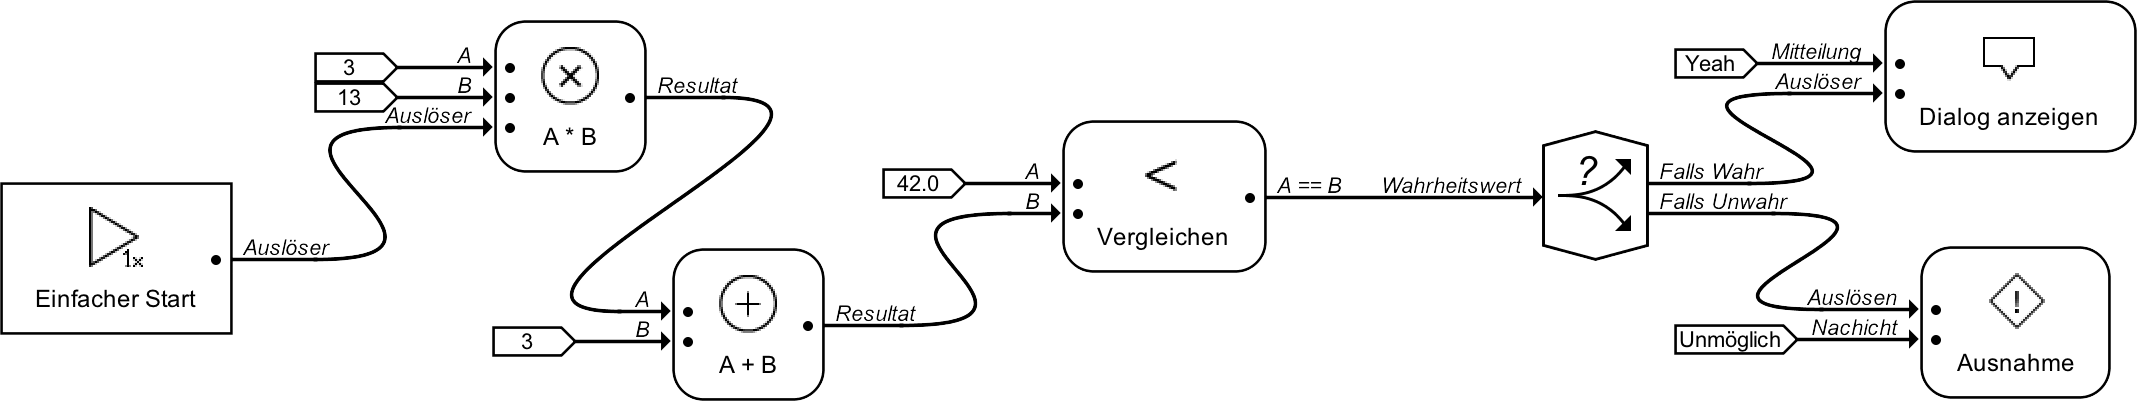 1x
Einfacher Start
Auslöser
3
A
13
B
Auslöser
A * B
Resultat
A
3
B
A + B
Resultat
42.0
A
B
<
Vergleichen
A == B
Wahrheitswert
?
Falls Wahr
Falls Unwahr
Yeah
Mitteilung
Auslöser
Dialog anzeigen
Auslösen
Unmöglich
Nachicht
!
Ausnahme